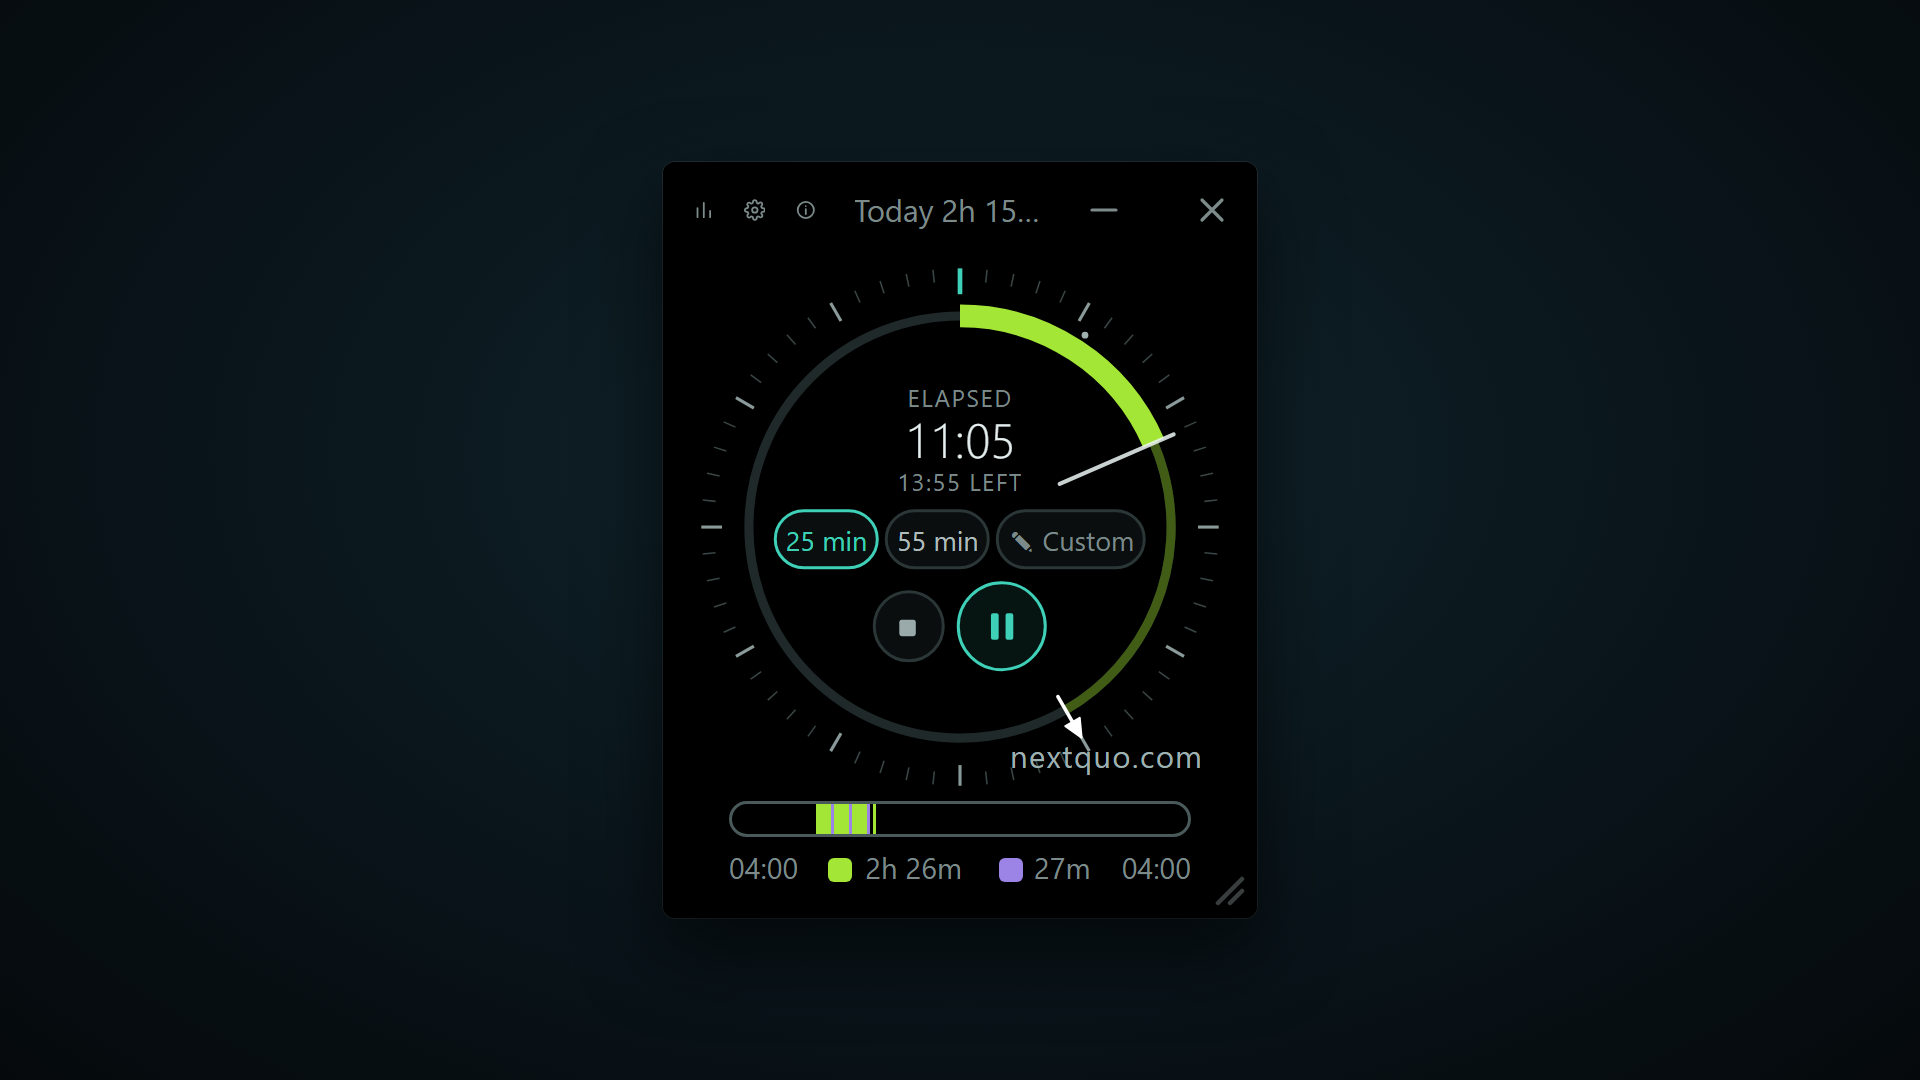 Today 2h 15...
ELAPSED
11:05
13:55 LEFT
25 min 55 min Custom
nextquo.com
04:00 2h 26m 27m 04:00